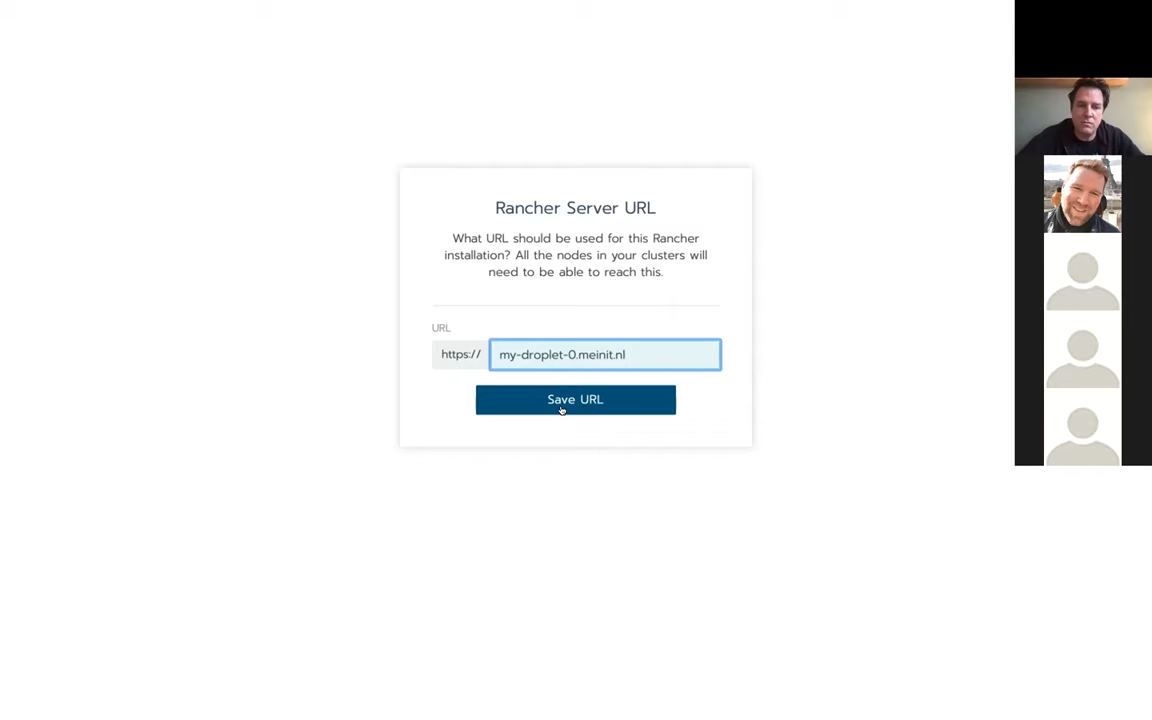 Rancher Server URL
What URL should be used for this Rancher
installation? All the nodes in your clusters will
need to be able to reach this.
URL
https://
my-droplet-0.meinit.nl
Save URL